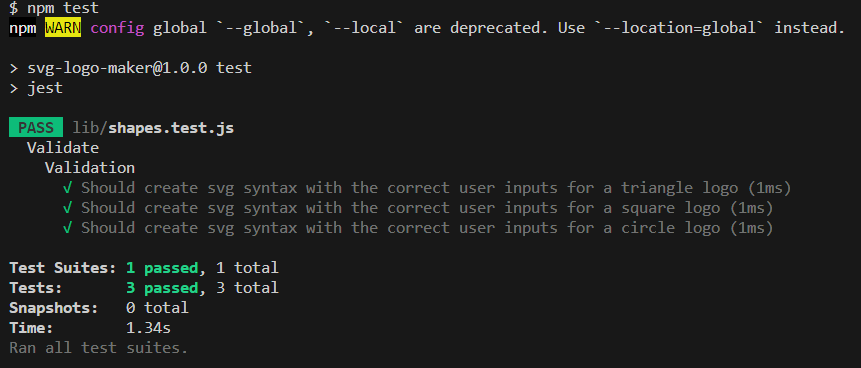 $ npm test
npm WARN config global `--global`, `--local` are deprecated. Use `--location=global` instead.
> svg-logo-maker@1.0.0 test
> jest
PASS lib/shapes.test.js
Validate
Validation
√ Should create svg syntax with the correct user inputs for a triangle logo (1ms)
√ Should create svg syntax with the correct user inputs for a square logo (1ms)
√ Should create svg syntax with the correct user inputs for a circle logo (1ms)
Test Suites: 1 passed, 1 total
Tests: 3 passed, 3 total
Snapshots: 0 total
Time: 1.34s
Ran all test suites.